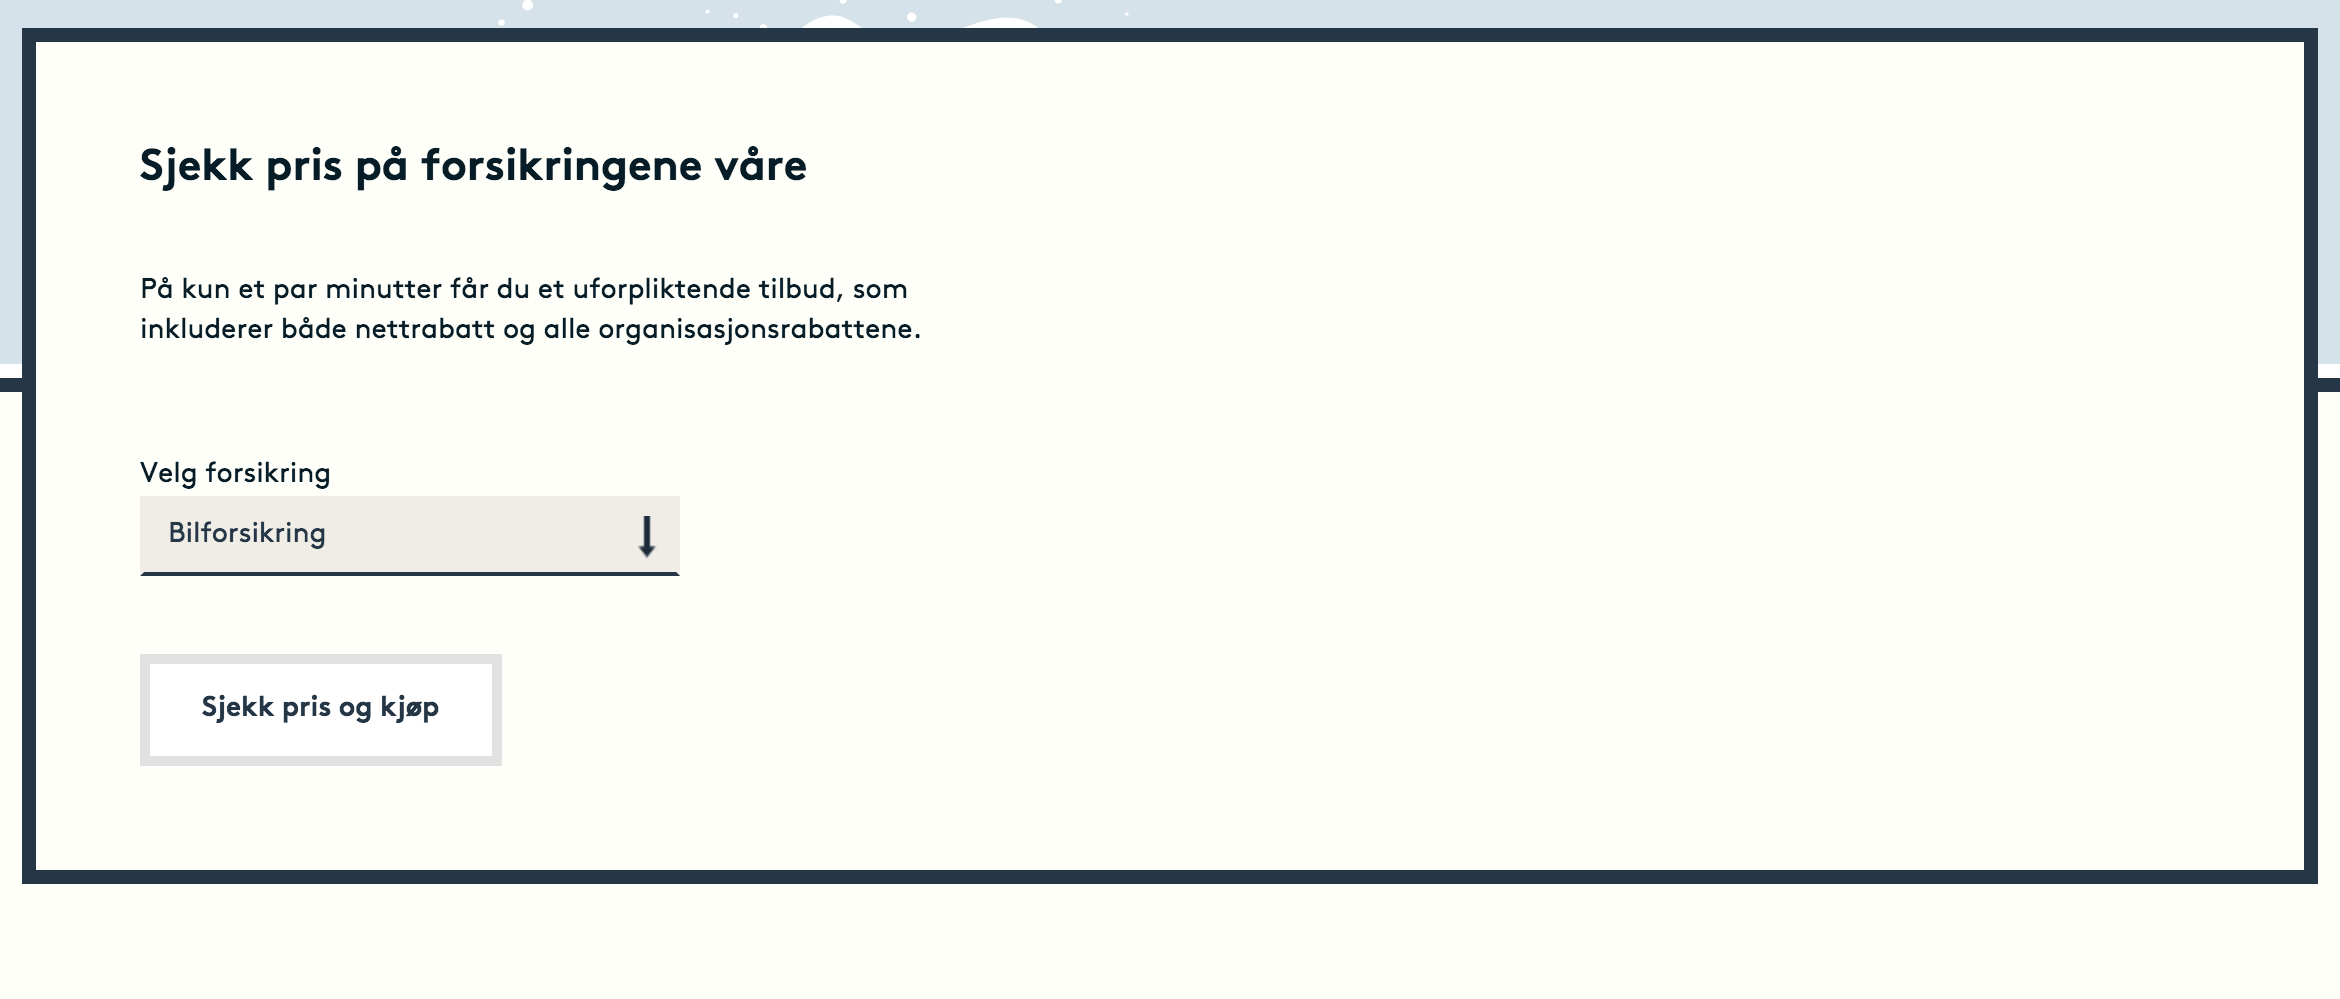 Sjekk pris på forsikringene våre
På kun et par minutter får du et uforpliktende tilbud, som
inkluderer både nettrabatt og alle organisasjonsrabattene.
Velg forsikring
Bilforsikring
Sjekk pris og kjøp